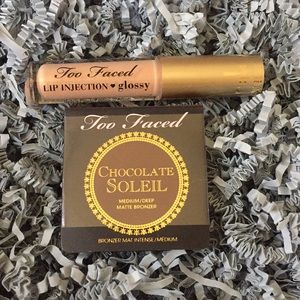 Too Faced
LIP INJECTION ♥ glossy
Too Faced
CHOCOLATE
SOLEIL
MEDIUM/DEEP
MATTE BRONZER
BRONZER MAT INTENSE/MEDIUM